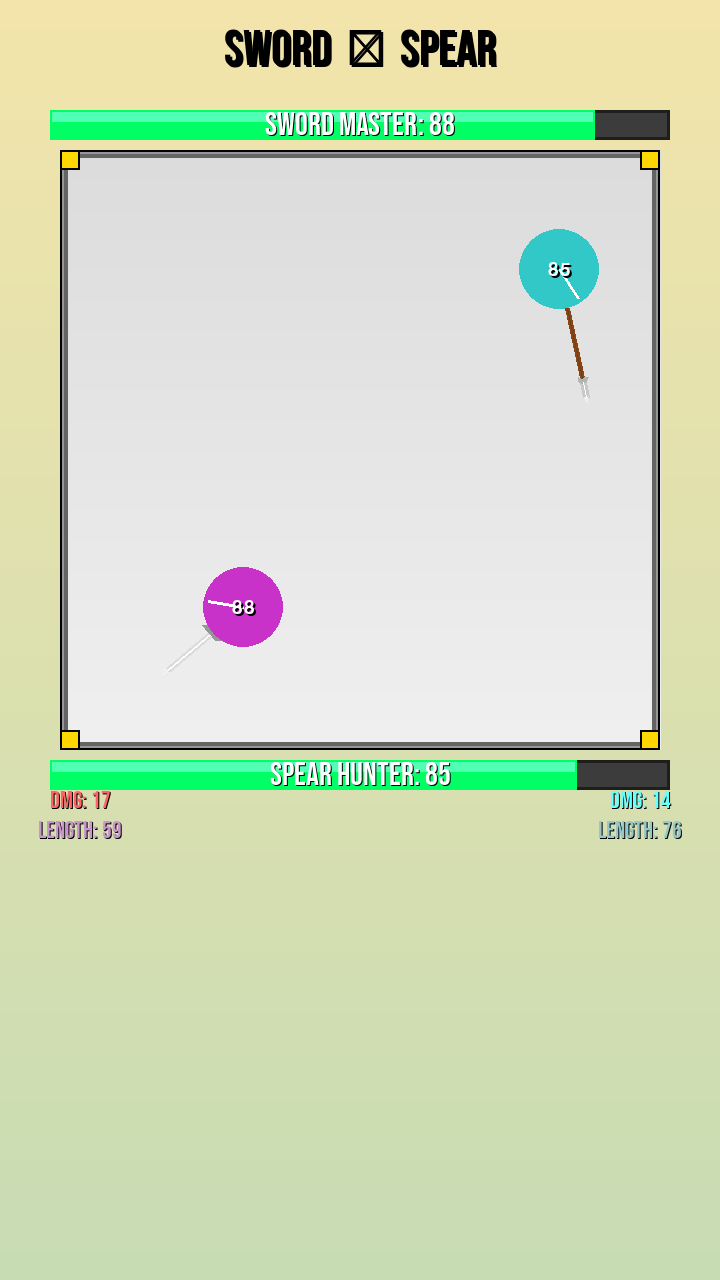 SWORD ☒ SPEAR
SWORD MASTER: 88
85
88
SPEAR HUNTER: 85
DMG: 17 DMG: 14
LENGTH: 59 LENGTH: 76